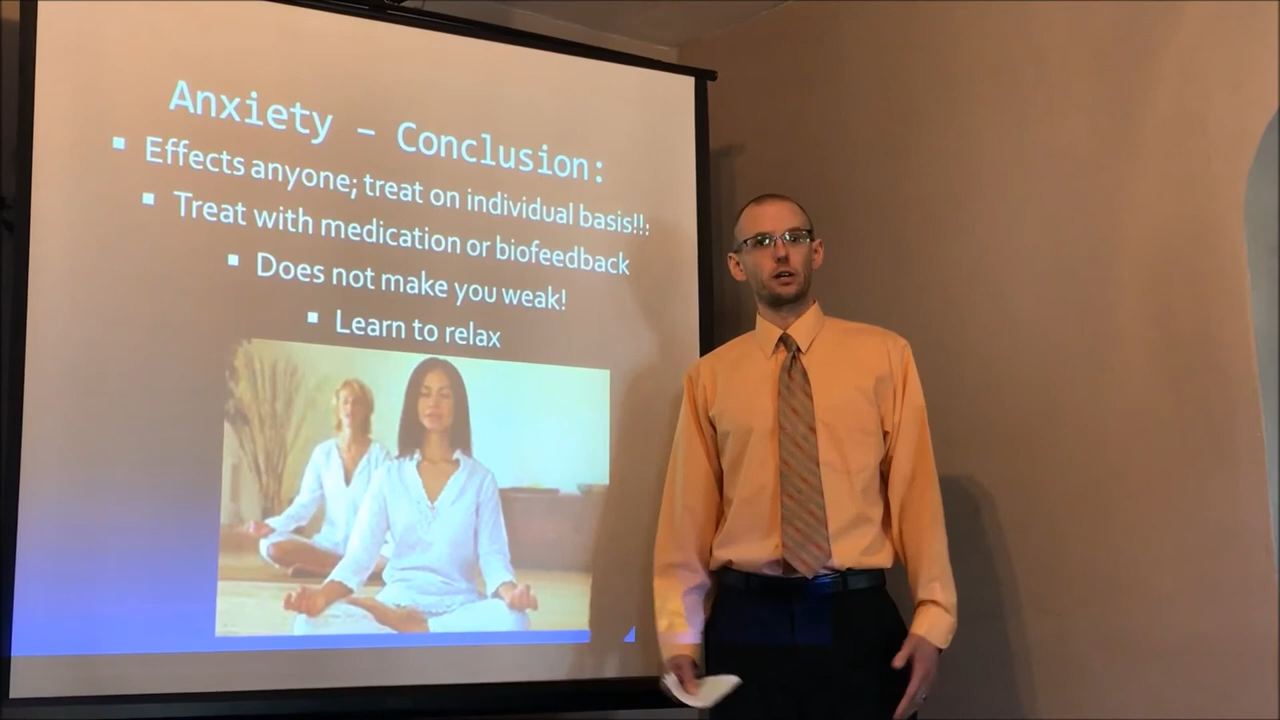 Anxiety – Conclusion:
▪ Effects anyone; treat on individual basis!!:
▪ Treat with medication or biofeedback
▪ Does not make you weak!
▪ Learn to relax